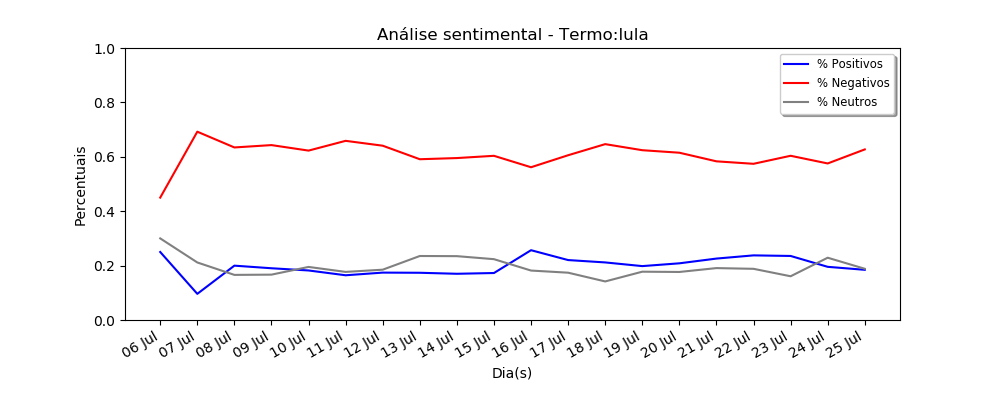 Análise sentimental - Termo:lula
% Positivos
% Negativos
% Neutros
Percentuais
1.0
0.8
0.6
0.4
0.2
0.0
06 Jul
07 Jul
08 Jul
09 Jul
10 Jul
11 Jul
12 Jul
13 Jul
14 Jul
15 Jul
16 Jul
17 Jul
18 Jul
19 Jul
20 Jul
21 Jul
22 Jul
23 Jul
24 Jul
25 Jul
Dia(s)